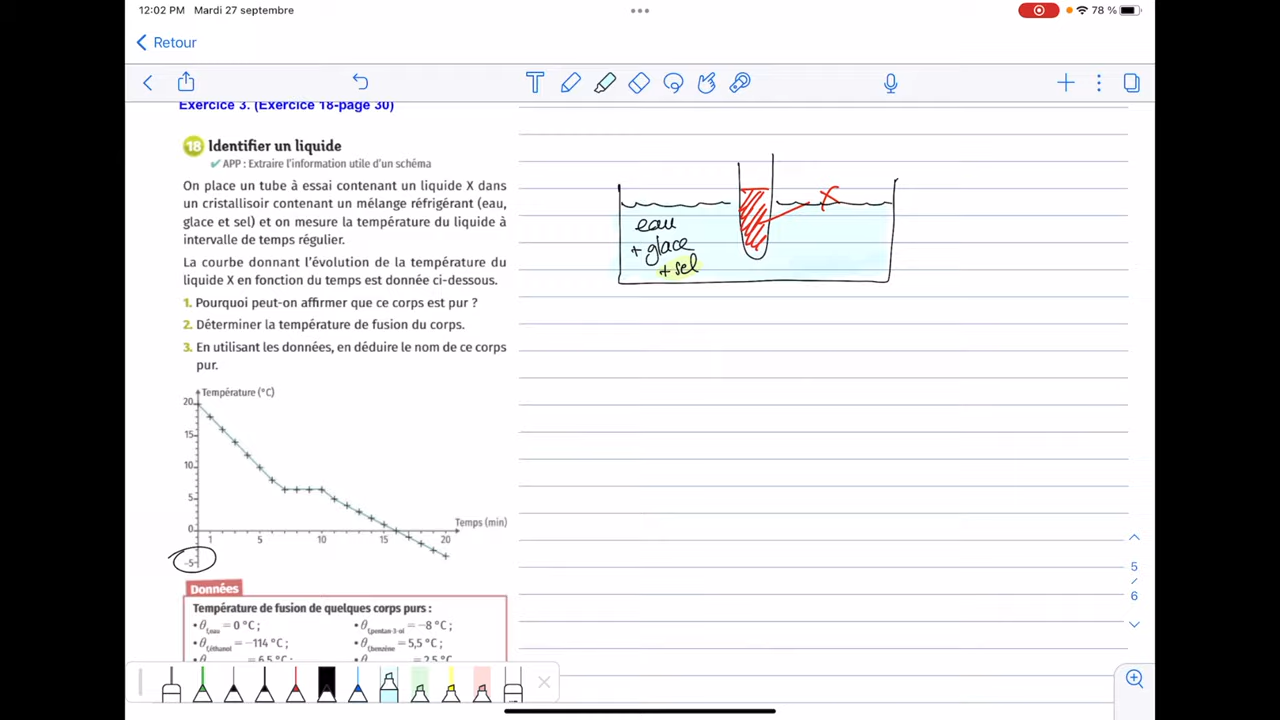 12:02 PM Mardi 27 septembre
78 %
Retour
Exercice 3. (Exercice 18-page 30)
18 Identifier un liquide
✔ APP : Extraire l'information utile d'un schéma
On place un tube à essai contenant un liquide X dans
un cristallisoir contenant un mélange réfrigérant (eau,
glace et sel) et on mesure la température du liquide à
intervalle de temps régulier.
La courbe donnant l'évolution de la température du
liquide X en fonction du temps est donnée ci-dessous.
1. Pourquoi peut-on affirmer que ce corps est pur ?
2. Déterminer la température de fusion du corps.
3. En utilisant les données, en déduire le nom de ce corps
pur.
Température (°C)
20
15
10
5
0
-5
1 5 10 15 20
Temps (min)
Données
Température de fusion de quelques corps purs :
• θf,eau = 0 °C ;
• θf,pentan-3-ol = −8 °C ;
• θf,éthanol = −114 °C ;
• θf,benzène = 5,5 °C ;
X
eau
+ glace
+ sel
5
/
6